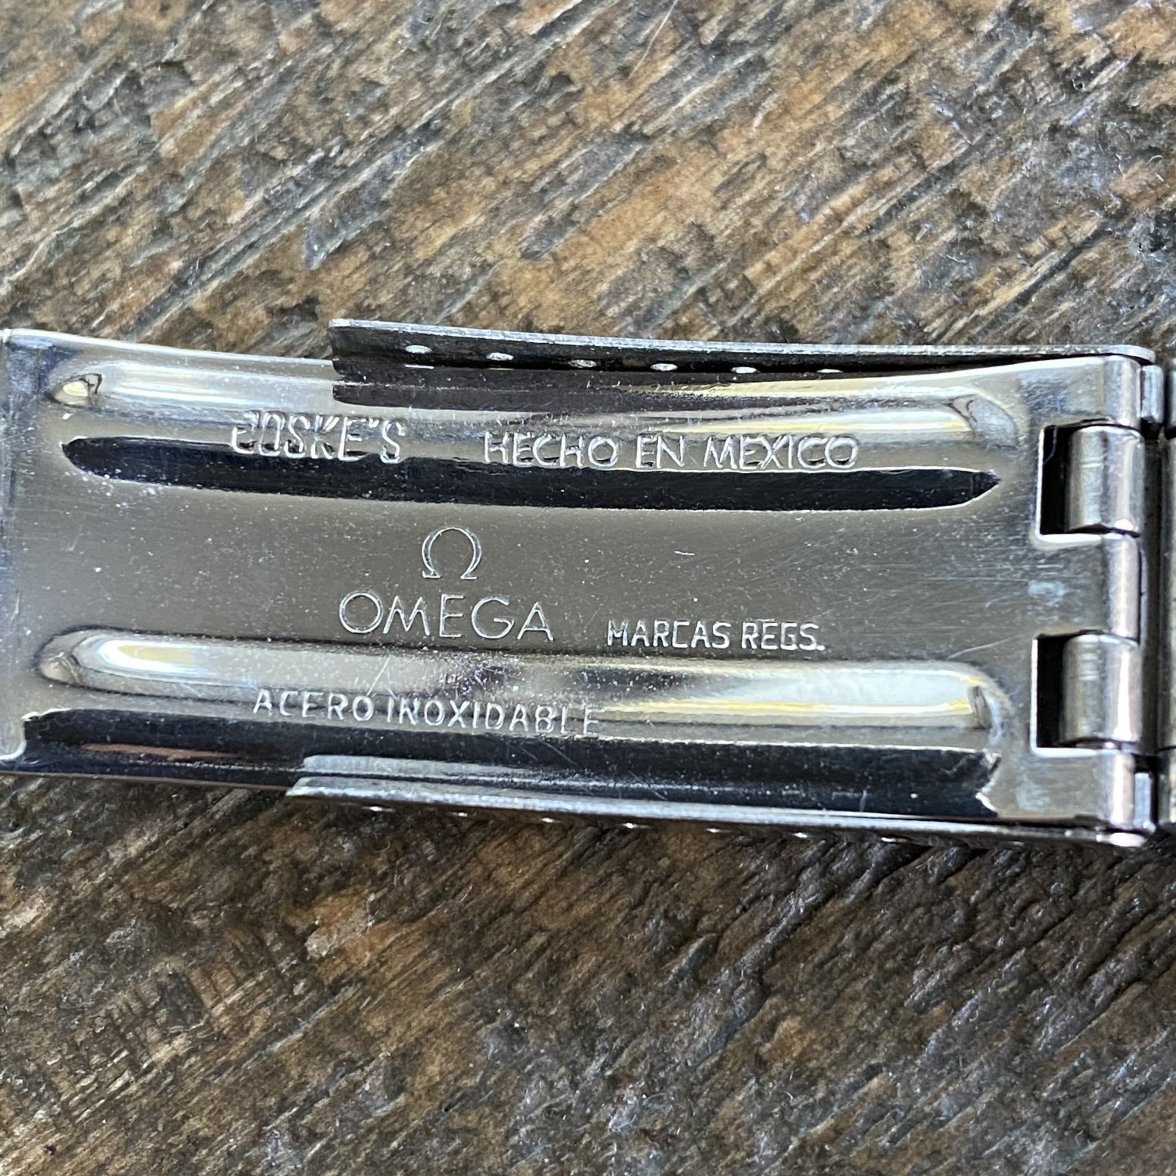 JOSKE'S HECHO EN MEXICO
Ω
OMEGA MARCAS REGS.
ACERO INOXIDABLE